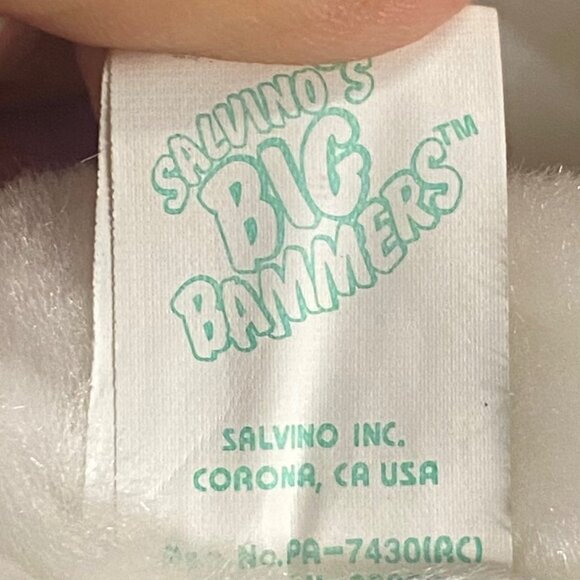 SALVINO'S
BIG
BAMMERS™
SALVINO INC.
CORONA, CA USA
No.PA-7430(RC)